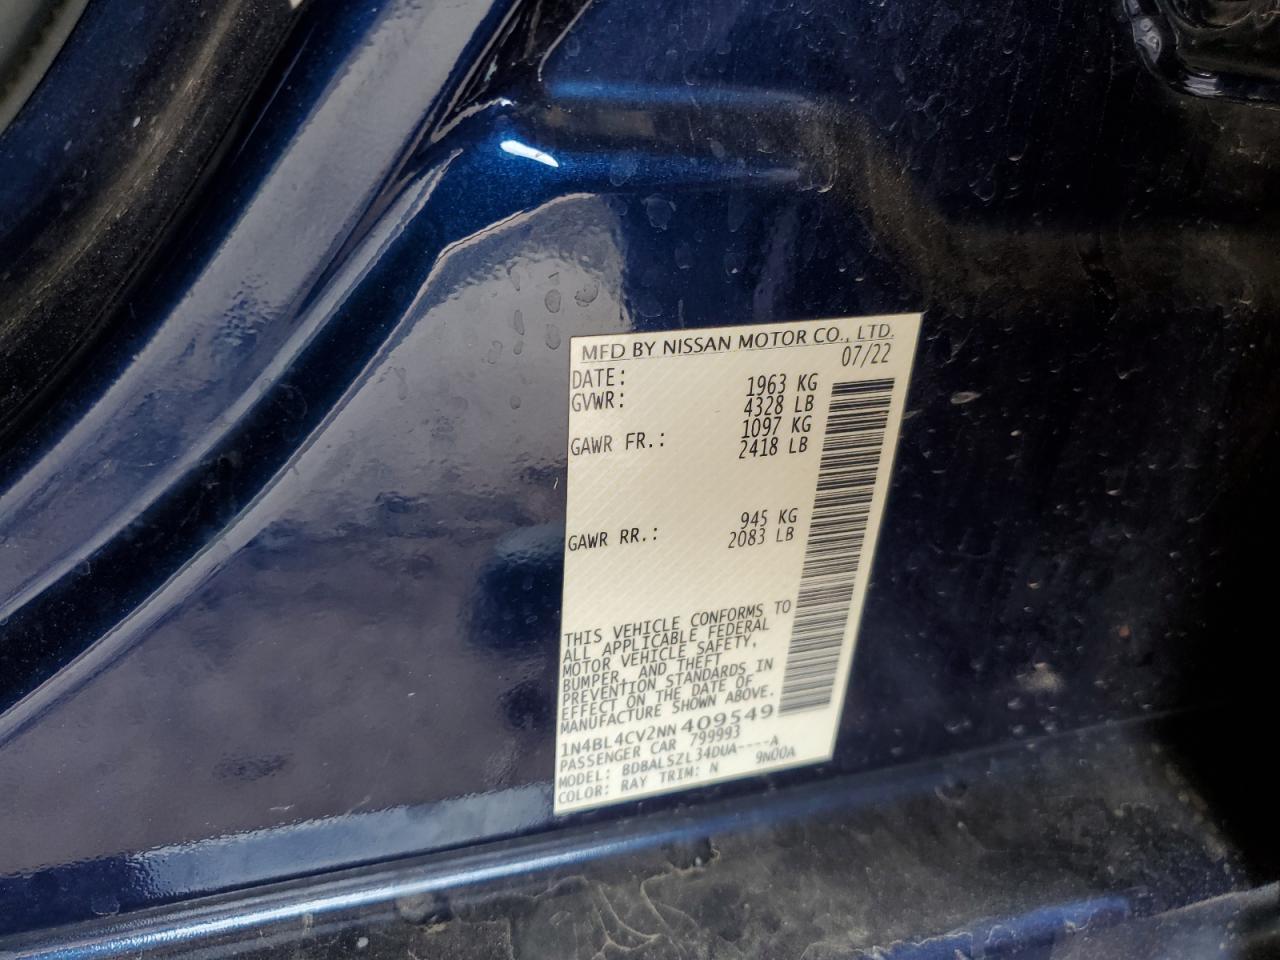 MFD BY NISSAN MOTOR CO., LTD.
DATE: 07/22
GVWR: 1963 KG
4328 LB
GAWR FR.: 1097 KG
2418 LB
GAWR RR.: 945 KG
2083 LB
THIS VEHICLE CONFORMS TO
ALL APPLICABLE FEDERAL
MOTOR VEHICLE SAFETY,
BUMPER, AND THEFT
PREVENTION STANDARDS IN
EFFECT ON THE DATE OF
MANUFACTURE SHOWN ABOVE.
1N4BL4CV2NN409549
PASSENGER CAR 799993
MODEL: BDBALSZL34DUA----A
COLOR: RAY TRIM: N 9N00A